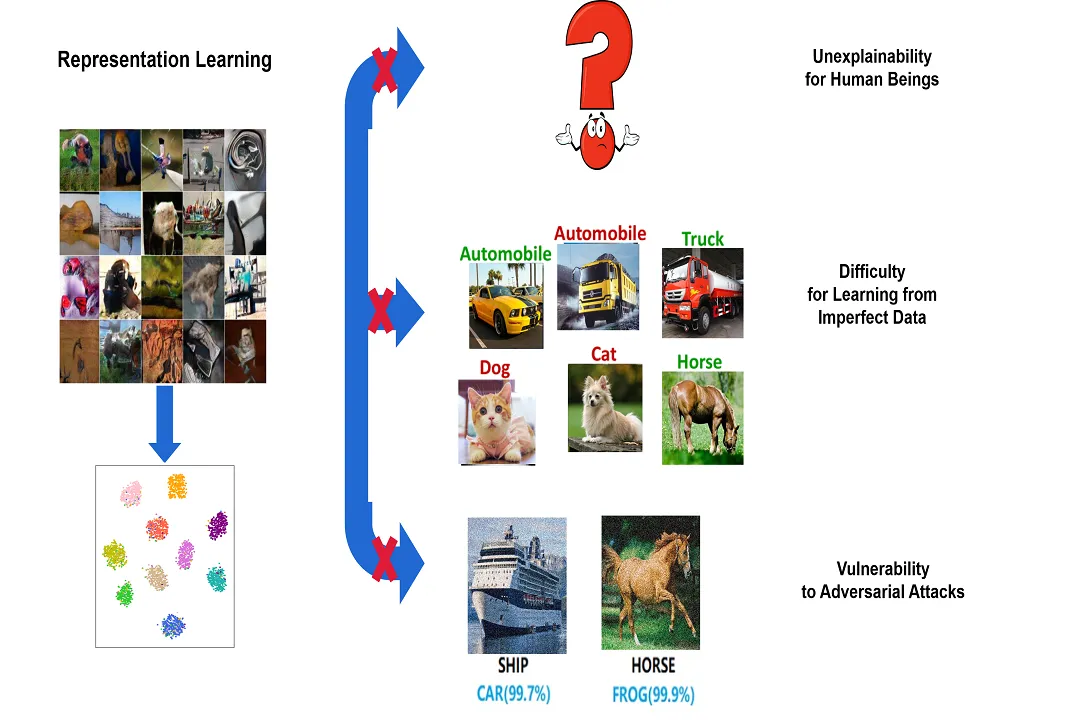 Representation Learning
Unexplainability
for Human Beings
Automobile
Automobile
Truck
Dog
Cat
Horse
Difficulty
for Learning from
Imperfect Data
SHIP
HORSE
CAR(99.7%)
FROG(99.9%)
Vulnerability
to Adversarial Attacks